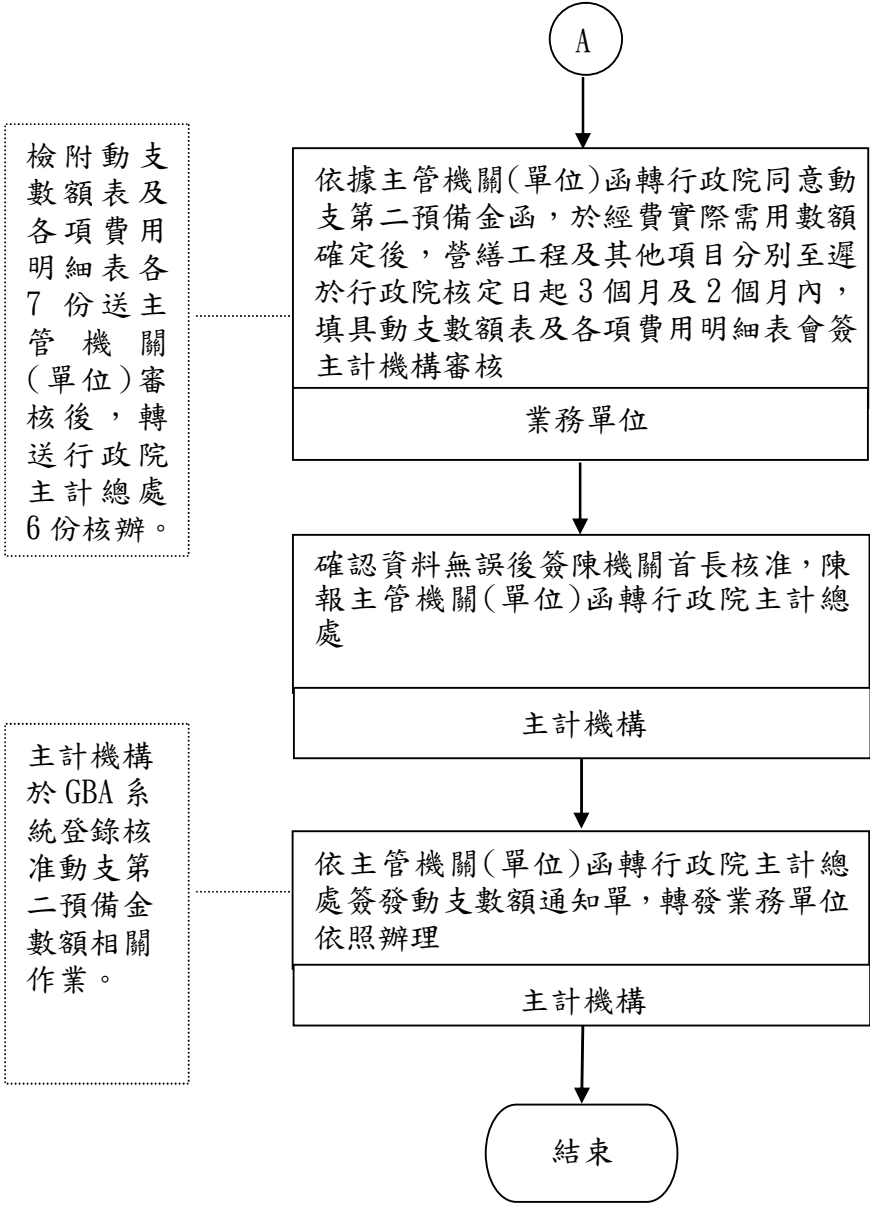 A
檢附動支
數額表及
各項費用
明細表各
7 份送主
管機關
(單位)審
核後，轉
送行政院
主計總處
6份核辦。
依據主管機關(單位)函轉行政院同意動
支第二預備金函，於經費實際需用數額
確定後，營繕工程及其他項目分別至遲
於行政院核定日起 3 個月及 2 個月內，
填具動支數額表及各項費用明細表會簽
主計機構審核
業務單位
確認資料無誤後簽陳機關首長核准，陳
報主管機關(單位)函轉行政院主計總
處
主計機構
主計機構
於 GBA 系
統登錄核
准動支第
二預備金
數額相關
作業。
依主管機關(單位)函轉行政院主計總
處簽發動支數額通知單，轉發業務單位
依照辦理
主計機構
結束